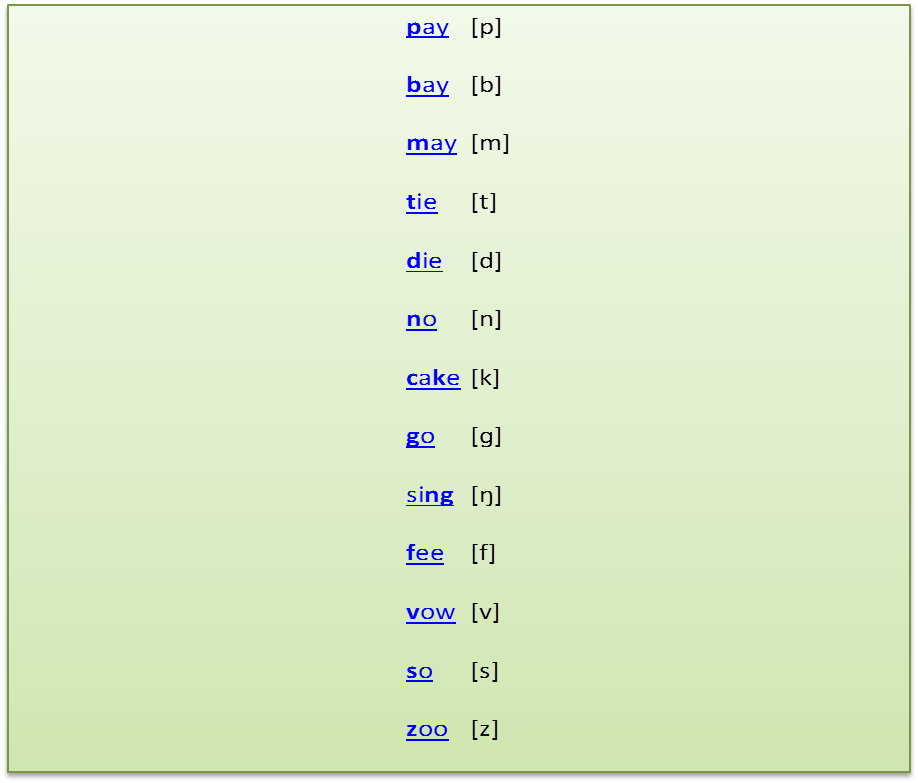 pay [p]
bay [b]
may [m]
tie [t]
die [d]
no [n]
cake [k]
go [g]
sing [ŋ]
fee [f]
vow [v]
so [s]
zoo [z]